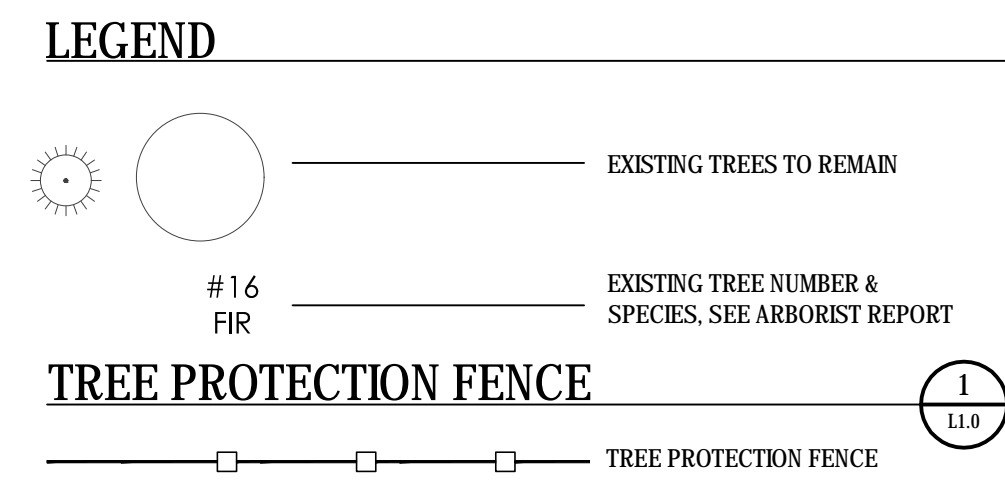 LEGEND
EXISTING TREES TO REMAIN
#16
FIR
EXISTING TREE NUMBER &
SPECIES, SEE ARBORIST REPORT
TREE PROTECTION FENCE
1
L1.0
TREE PROTECTION FENCE